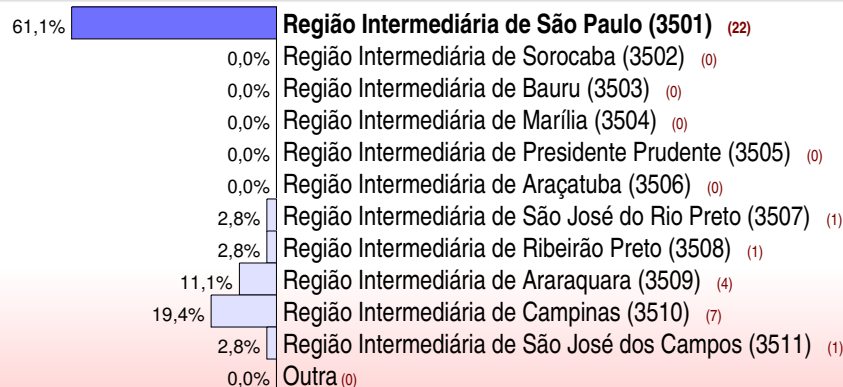 61,1% Região Intermediária de São Paulo (3501) (22)
0,0% Região Intermediária de Sorocaba (3502) (0)
0,0% Região Intermediária de Bauru (3503) (0)
0,0% Região Intermediária de Marília (3504) (0)
0,0% Região Intermediária de Presidente Prudente (3505) (0)
0,0% Região Intermediária de Araçatuba (3506) (0)
2,8% Região Intermediária de São José do Rio Preto (3507) (1)
2,8% Região Intermediária de Ribeirão Preto (3508) (1)
11,1% Região Intermediária de Araraquara (3509) (4)
19,4% Região Intermediária de Campinas (3510) (7)
2,8% Região Intermediária de São José dos Campos (3511) (1)
0,0% Outra (0)